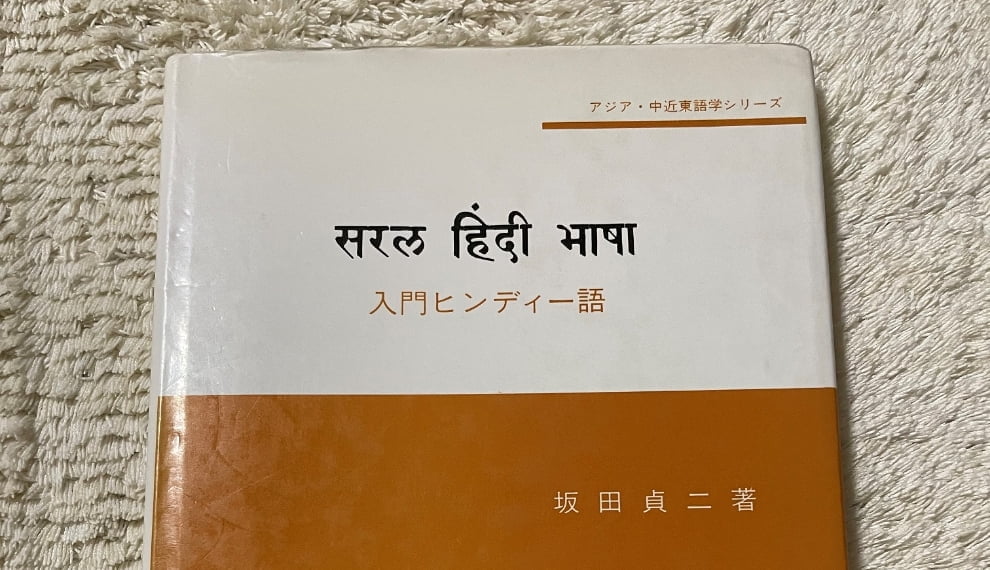 アジア・中近東語学シリーズ
सरल हिंदी भाषा
入門ヒンディー語
坂田貞二著